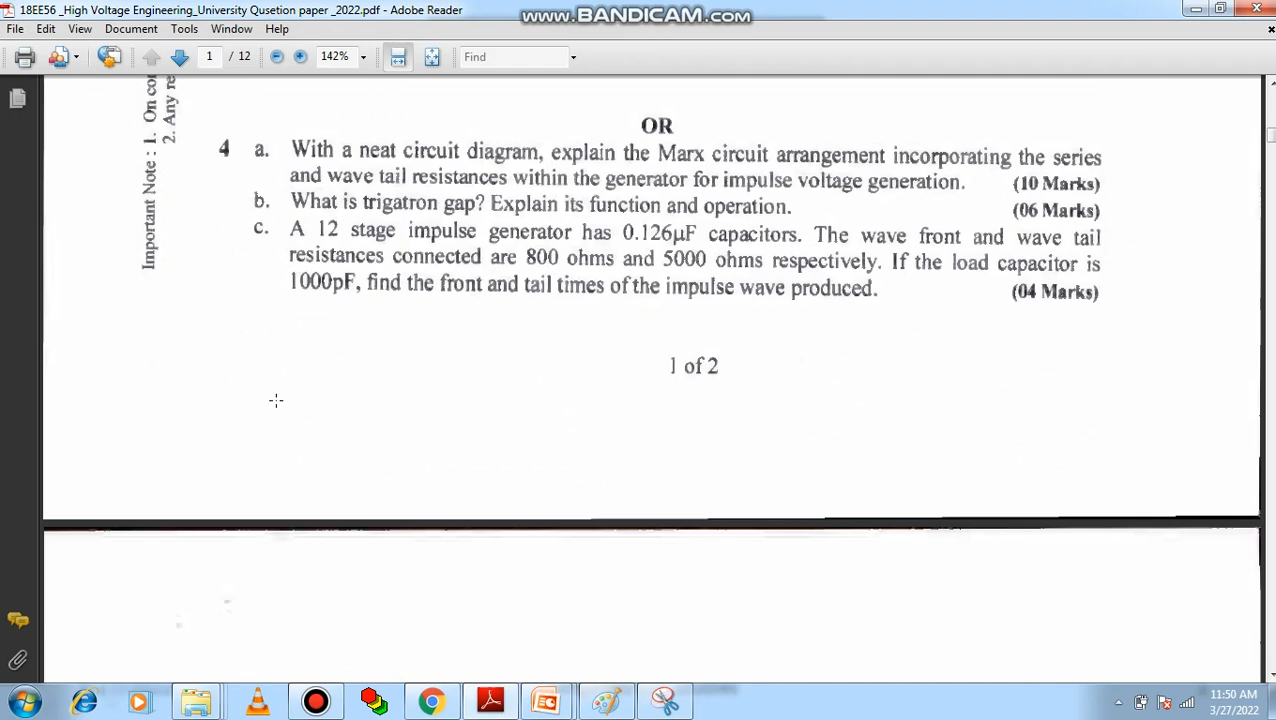 18EE56 _High Voltage Engineering_University Qusetion paper _2022.pdf - Adobe Reader
www.BANDICAM.com
File Edit View Document Tools Window Help
1 / 12 142% Find
Important Note : 1. On co
2. Any re
OR
4 a. With a neat circuit diagram, explain the Marx circuit arrangement incorporating the series
and wave tail resistances within the generator for impulse voltage generation. (10 Marks)
b. What is trigatron gap? Explain its function and operation. (06 Marks)
c. A 12 stage impulse generator has 0.126µF capacitors. The wave front and wave tail
resistances connected are 800 ohms and 5000 ohms respectively. If the load capacitor is
1000pF, find the front and tail times of the impulse wave produced. (04 Marks)
1 of 2
11:50 AM
3/27/2022